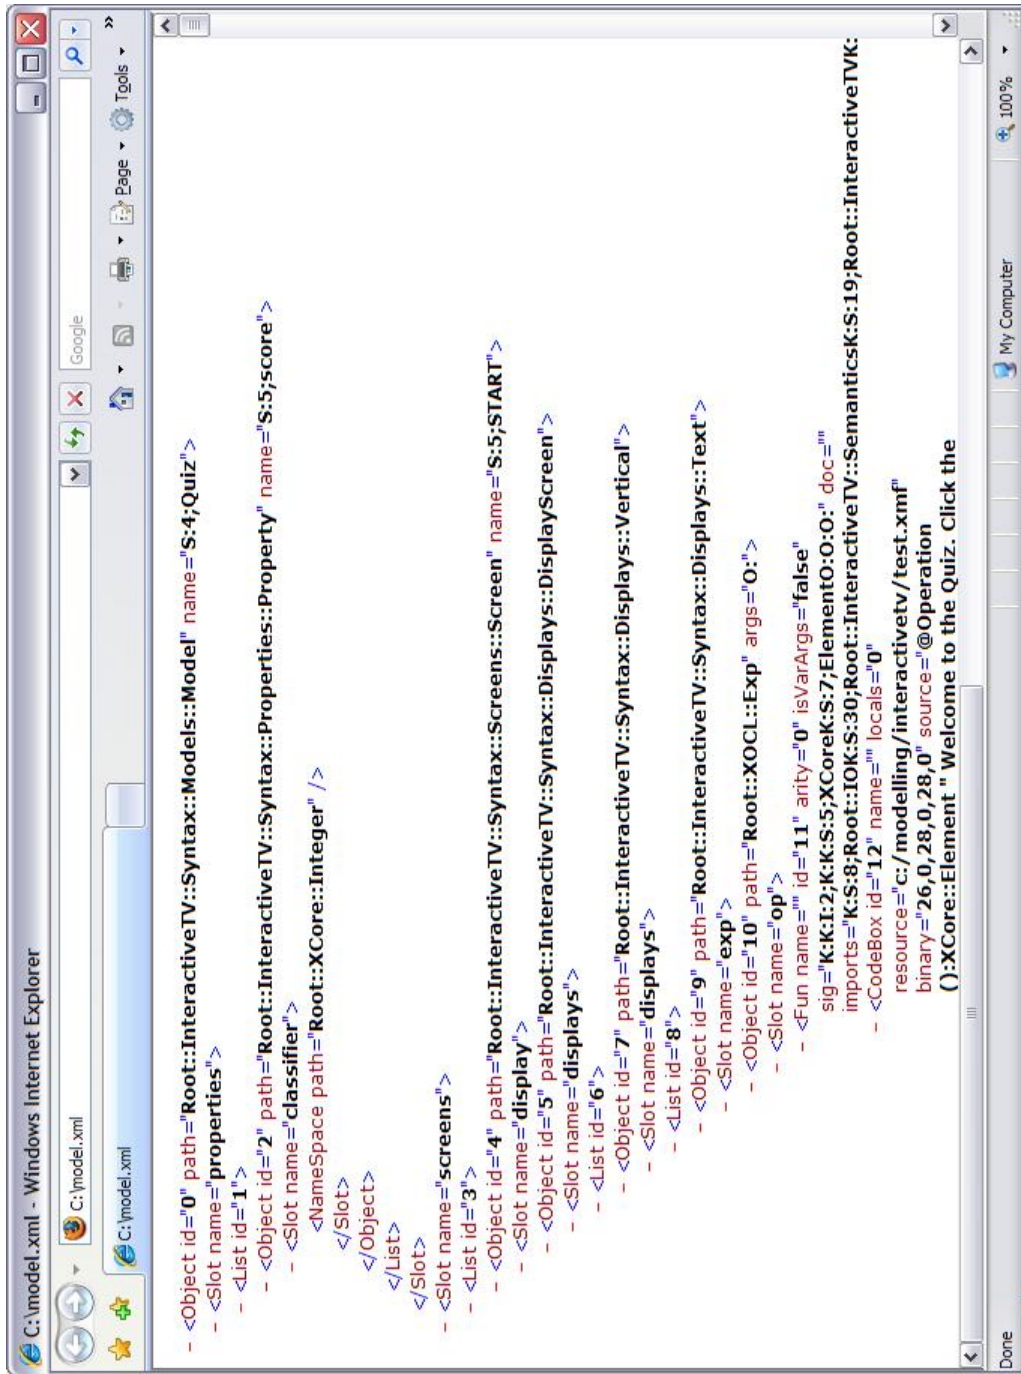 C:\model.xml - Windows Internet Explorer
C:\model.xml
Google
C:\model.xml
Page
Tools
»
- <Object id="0" path="Root::InteractiveTV::Syntax::Models::Model" name="S:4;Quiz">
- <Slot name="properties">
- <List id="1">
- <Object id="2" path="Root::InteractiveTV::Syntax::Properties::Property" name="S:5;score">
- <Slot name="classifier">
<NameSpace path="Root::XCore::Integer" />
</Slot>
</Object>
</List>
</Slot>
- <Slot name="screens">
- <List id="3">
- <Object id="4" path="Root::InteractiveTV::Syntax::Screens::Screen" name="S:5;START">
- <Slot name="display">
- <Object id="5" path="Root::InteractiveTV::Syntax::Displays::DisplayScreen">
- <Slot name="displays">
- <List id="6">
- <Object id="7" path="Root::InteractiveTV::Syntax::Displays::Vertical">
- <Slot name="displays">
- <List id="8">
- <Object id="9" path="Root::InteractiveTV::Syntax::Displays::Text">
- <Slot name="exp">
- <Object id="10" path="Root::XOCL::Exp" args="O:">
- <Slot name="op">
- <Fun name="" id="11" arity="0" isVarArgs="false"
sig="K:K:I:2;K:K:S:5;XCoreK:S:7;ElementO:O:O:" doc=""
imports="K:S:8;Root::IOK:S:30;Root::InteractiveTV::SemanticsK:S:19;Root::InteractiveTVK:
- <CodeBox id="12" name="" locals="0"
resource="c:/modelling/interactivetv/test.xmf"
binary="26,0,28,0,28,0" source="@Operation
():XCore::Element " Welcome to the Quiz. Click the
Done
My Computer
100%